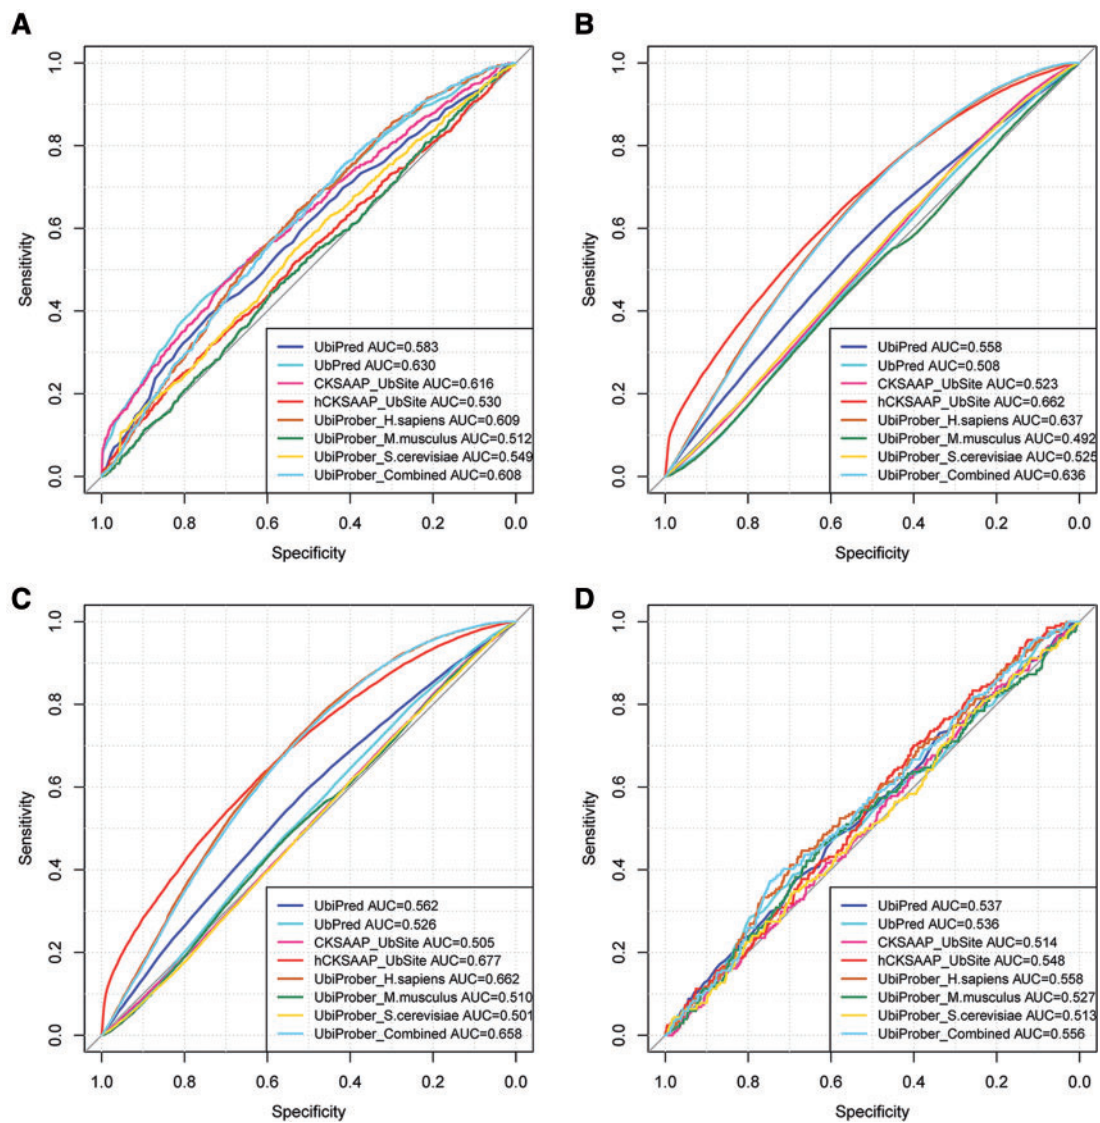 A
1.0
0.8
0.6
0.4
0.2
0.0
Sensitivity
UbiPred AUC=0.583
UbPred AUC=0.630
CKSAAP_UbSite AUC=0.616
hCKSAAP_UbSite AUC=0.530
UbiProber_H.sapiens AUC=0.609
UbiProber_M.musculus AUC=0.512
UbiProber_S.cerevisiae AUC=0.549
UbiProber_Combined AUC=0.608
1.0 0.8 0.6 0.4 0.2 0.0
Specificity
B
1.0
0.8
0.6
0.4
0.2
0.0
Sensitivity
UbiPred AUC=0.558
UbPred AUC=0.508
CKSAAP_UbSite AUC=0.523
hCKSAAP_UbSite AUC=0.662
UbiProber_H.sapiens AUC=0.637
UbiProber_M.musculus AUC=0.492
UbiProber_S.cerevisiae AUC=0.525
UbiProber_Combined AUC=0.636
1.0 0.8 0.6 0.4 0.2 0.0
Specificity
C
1.0
0.8
0.6
0.4
0.2
0.0
Sensitivity
UbiPred AUC=0.562
UbPred AUC=0.526
CKSAAP_UbSite AUC=0.505
hCKSAAP_UbSite AUC=0.677
UbiProber_H.sapiens AUC=0.662
UbiProber_M.musculus AUC=0.510
UbiProber_S.cerevisiae AUC=0.501
UbiProber_Combined AUC=0.658
1.0 0.8 0.6 0.4 0.2 0.0
Specificity
D
1.0
0.8
0.6
0.4
0.2
0.0
Sensitivity
UbiPred AUC=0.537
UbPred AUC=0.536
CKSAAP_UbSite AUC=0.514
hCKSAAP_UbSite AUC=0.548
UbiProber_H.sapiens AUC=0.558
UbiProber_M.musculus AUC=0.527
UbiProber_S.cerevisiae AUC=0.513
UbiProber_Combined AUC=0.556
1.0 0.8 0.6 0.4 0.2 0.0
Specificity